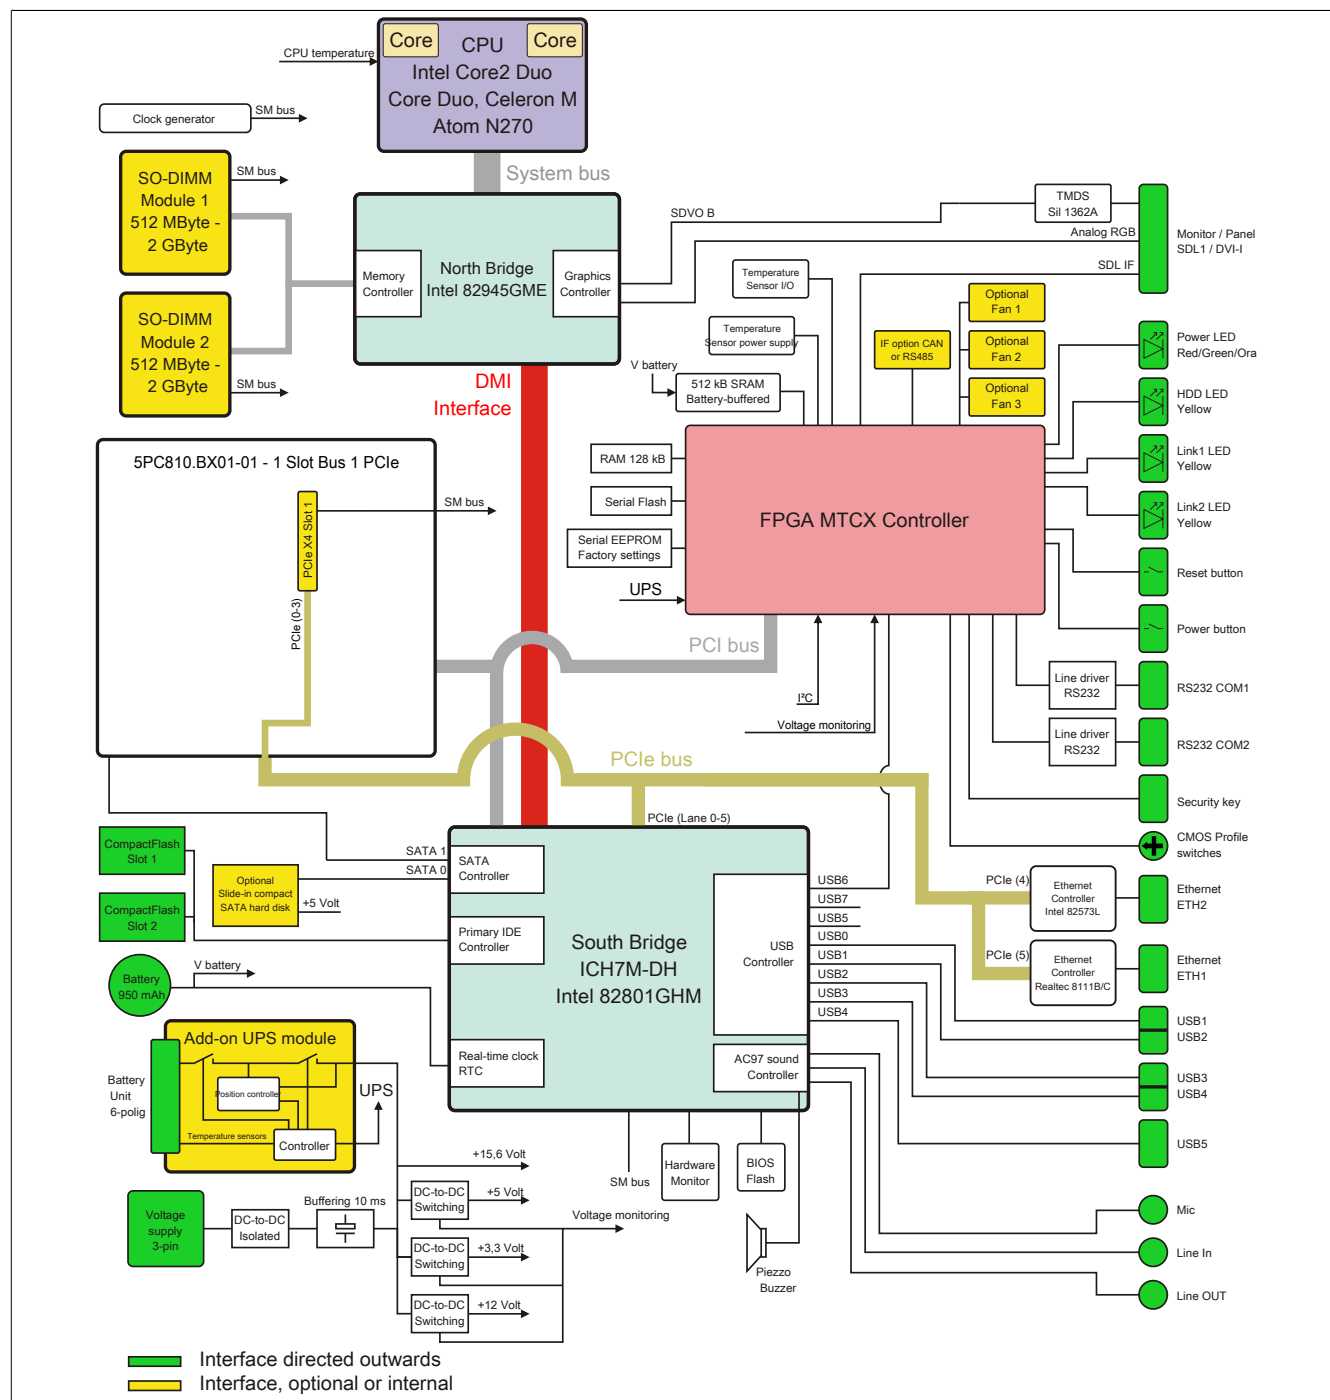 Core
CPU
Core
Intel Core2 Duo
Core Duo, Celeron M
Atom N270
CPU temperature
Clock generator
SM bus
System bus
SO-DIMM
Module 1
512 MByte -
2 GByte
SM bus
SO-DIMM
Module 2
512 MByte -
2 GByte
SM bus
Memory
Controller
North Bridge
Intel 82945GME
Graphics
Controller
SDVO B
TMDS
Sil 1362A
Analog RGB
SDL IF
Monitor / Panel
SDL1 / DVI-I
Temperature
Sensor I/O
Temperature
Sensor power supply
V battery
512 kB SRAM
Battery-buffered
IF option CAN
or RS485
Optional
Fan 1
Optional
Fan 2
Optional
Fan 3
Power LED
Red/Green/Ora
HDD LED
Yellow
Link1 LED
Yellow
Link2 LED
Yellow
Reset button
Power button
DMI
Interface
RAM 128 kB
Serial Flash
Serial EEPROM
Factory settings
UPS
FPGA MTCX Controller
5PC810.BX01-01 - 1 Slot Bus 1 PCIe
PCIe X4 Slot 1
SM bus
PCIe (0-3)
PCI bus
I²C
Voltage monitoring
Line driver
RS232
RS232 COM1
Line driver
RS232
RS232 COM2
Security key
CMOS Profile
switches
PCIe bus
PCIe (Lane 0-5)
CompactFlash
Slot 1
CompactFlash
Slot 2
Optional
Slide-in compact
SATA hard disk
+5 Volt
SATA 1
SATA 0
SATA
Controller
Primary IDE
Controller
South Bridge
ICH7M-DH
Intel 82801GHM
USB
Controller
USB6
USB7
USB5
USB0
USB1
USB2
USB3
USB4
PCIe (4)
Ethernet
Controller
Intel 82573L
Ethernet
ETH2
PCIe (5)
Ethernet
Controller
Realtec 8111B/C
Ethernet
ETH1
USB1
USB2
USB3
USB4
USB5
Battery
950 mAh
V battery
Real-time clock
RTC
AC97 sound
Controller
Add-on UPS module
Battery
Unit
6-polig
Position controller
Temperature sensors
Controller
UPS
SM bus
Hardware
Monitor
BIOS
Flash
Piezzo
Buzzer
Mic
Line In
Line OUT
Voltage
supply
3-pin
DC-to-DC
Isolated
Buffering 10 ms
+15,6 Volt
DC-to-DC
Switching
+5 Volt
Voltage monitoring
DC-to-DC
Switching
+3,3 Volt
DC-to-DC
Switching
+12 Volt
Interface directed outwards
Interface, optional or internal